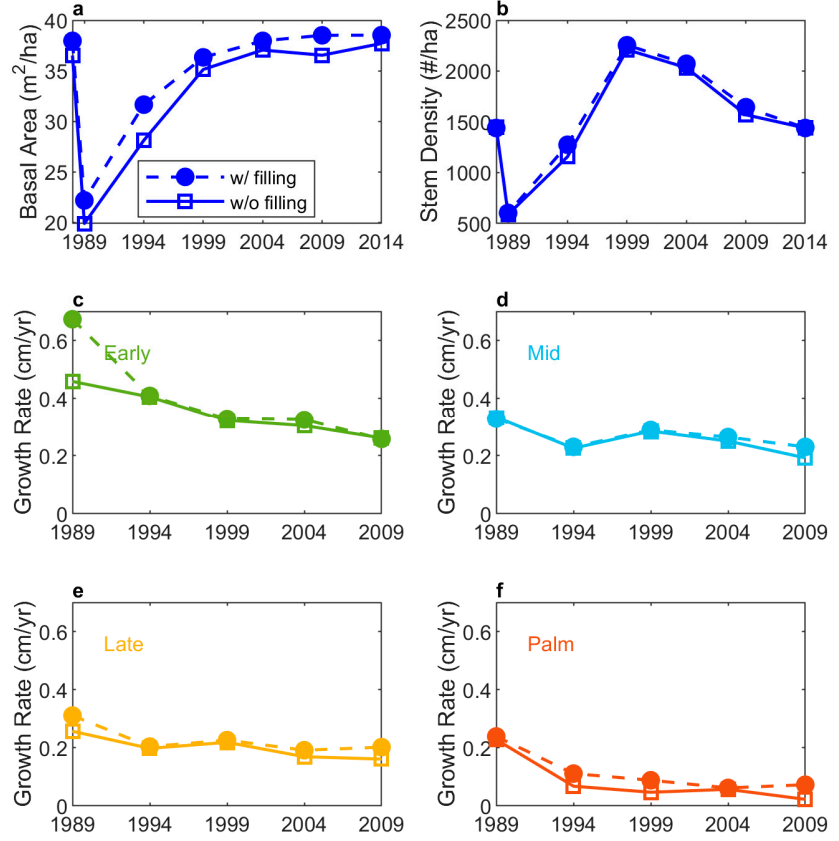 a
Basal Area (m²/ha)
40
35
30
25
20
1989 1994 1999 2004 2009 2014
w/ filling
w/o filling
b
Stem Density (#/ha)
2500
2000
1500
1000
500
1989 1994 1999 2004 2009 2014
c
Growth Rate (cm/yr)
0.6
0.4
0.2
0
1989 1994 1999 2004 2009
Early
d
Growth Rate (cm/yr)
0.6
0.4
0.2
0
1989 1994 1999 2004 2009
Mid
e
Growth Rate (cm/yr)
0.6
0.4
0.2
0
1989 1994 1999 2004 2009
Late
f
Growth Rate (cm/yr)
0.6
0.4
0.2
0
1989 1994 1999 2004 2009
Palm